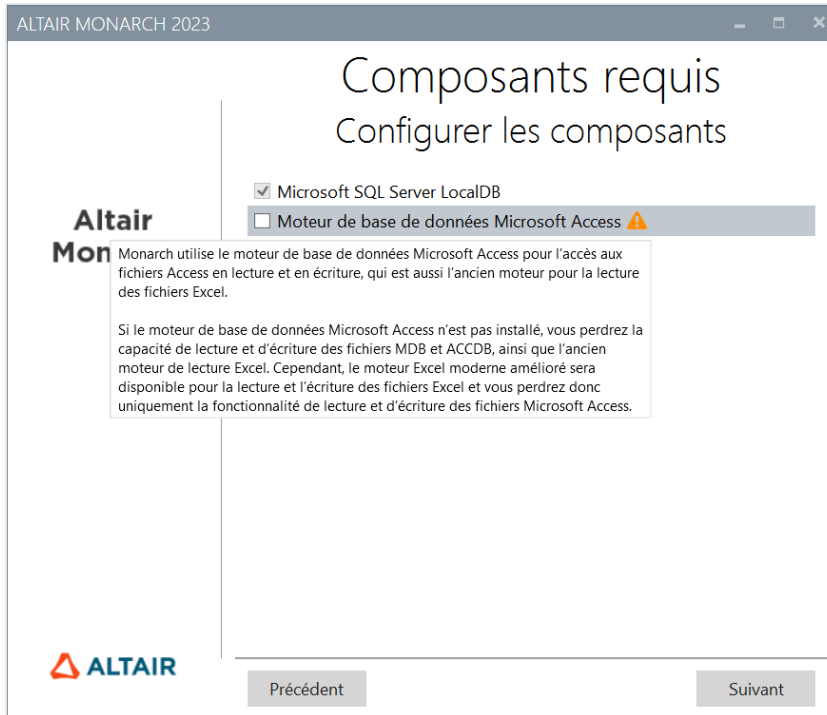 ALTAIR MONARCH 2023
Composants requis
Configurer les composants
Microsoft SQL Server LocalDB
Moteur de base de données Microsoft Access
Altair
Mon
Monarch utilise le moteur de base de données Microsoft Access pour l'accès aux
fichiers Access en lecture et en écriture, qui est aussi l'ancien moteur pour la lecture
des fichiers Excel.
Si le moteur de base de données Microsoft Access n'est pas installé, vous perdrez la
capacité de lecture et d'écriture des fichiers MDB et ACCDB, ainsi que l'ancien
moteur de lecture Excel. Cependant, le moteur Excel moderne amélioré sera
disponible pour la lecture et l'écriture des fichiers Excel et vous perdrez donc
uniquement la fonctionnalité de lecture et d'écriture des fichiers Microsoft Access.
ALTAIR
Précédent
Suivant